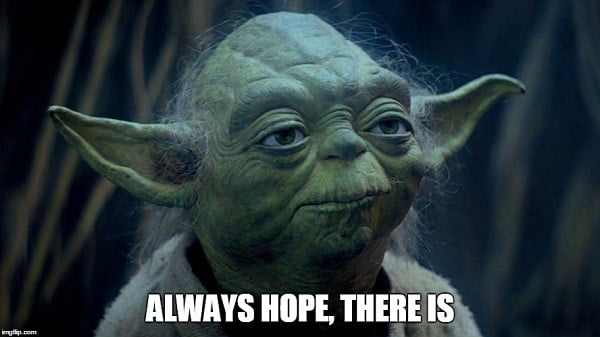 ALWAYS HOPE, THERE IS
imgflip.com